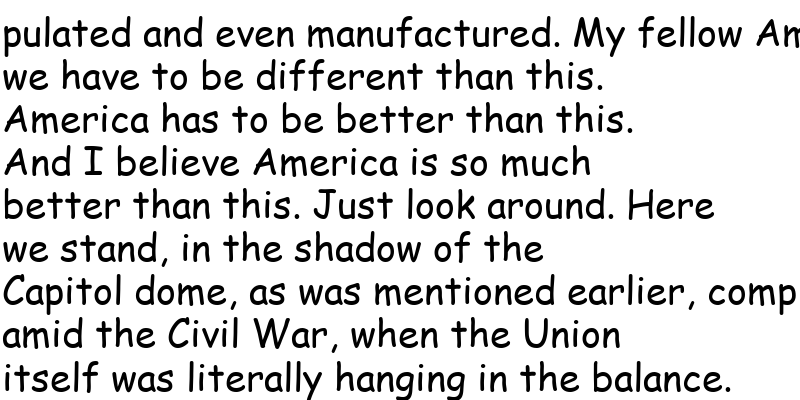 pulated and even manufactured. My fellow Am
we have to be different than this.
America has to be better than this.
And I believe America is so much
better than this. Just look around. Here
we stand, in the shadow of the
Capitol dome, as was mentioned earlier, comp
amid the Civil War, when the Union
itself was literally hanging in the balance.